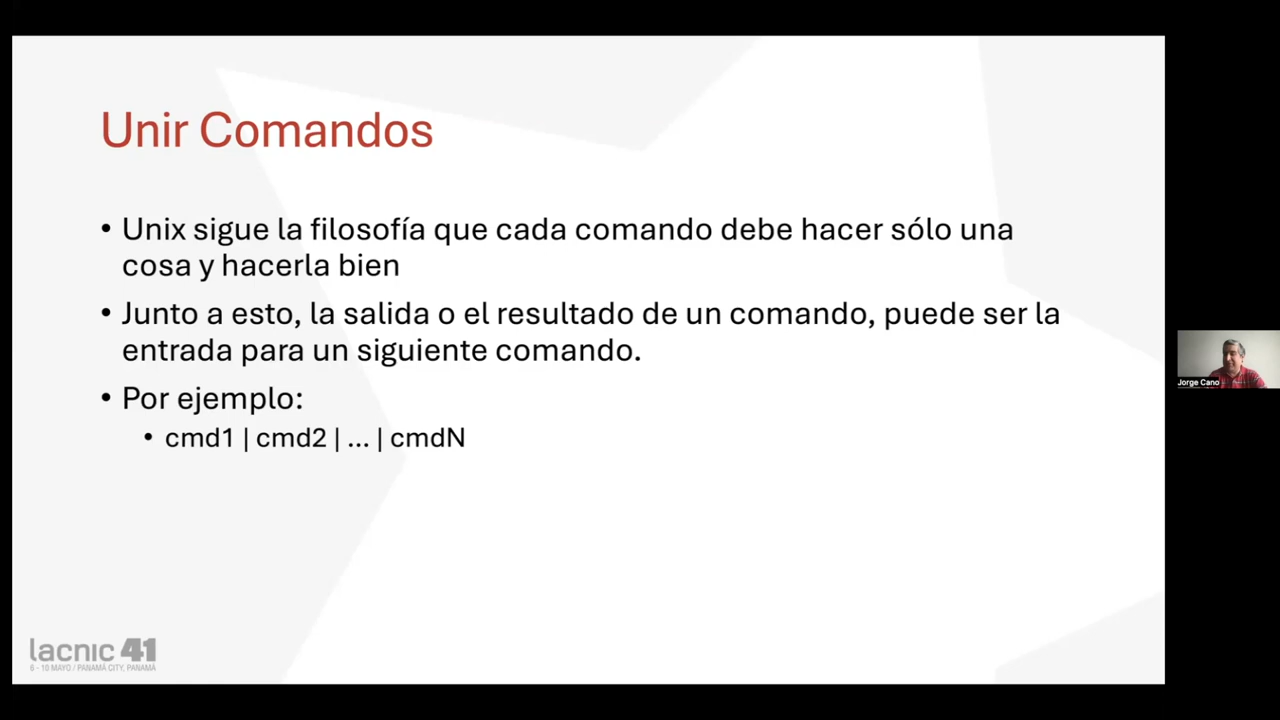 Unir Comandos
• Unix sigue la filosofía que cada comando debe hacer sólo una
cosa y hacerla bien
• Junto a esto, la salida o el resultado de un comando, puede ser la
entrada para un siguiente comando.
• Por ejemplo:
• cmd1 | cmd2 | ... | cmdN
Jorge Cano
lacnic 41
6 - 10 MAYO / PANAMÁ CITY, PANAMÁ